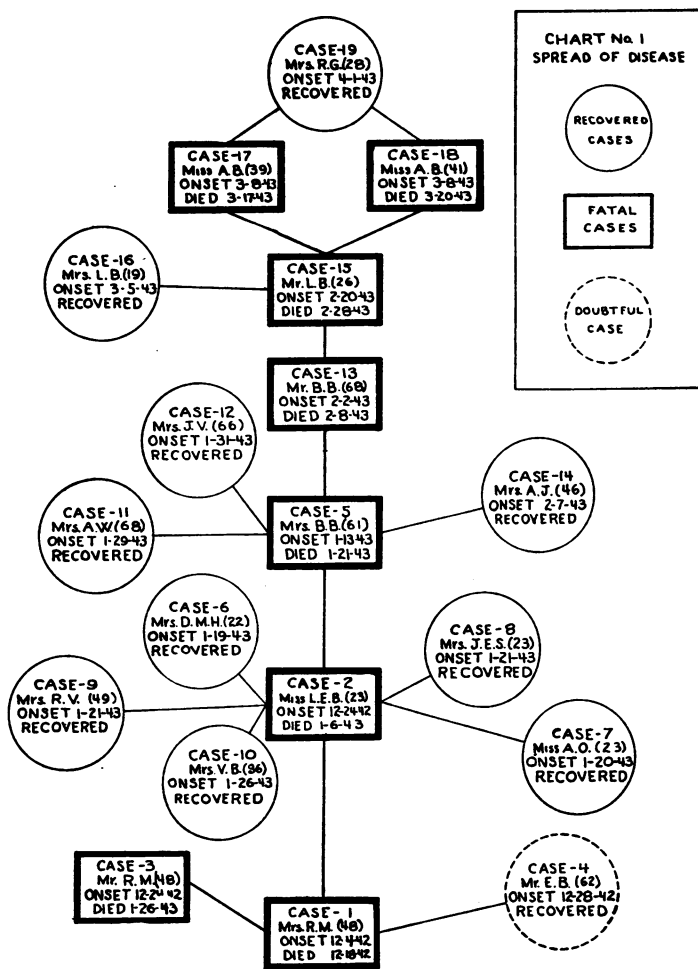 CHART No. 1
SPREAD OF DISEASE
RECOVERED
CASES
FATAL
CASES
DOUBTFUL
CASE
CASE-19
Mrs. R.G.(28)
ONSET 4-1-43
RECOVERED
CASE-17
Miss A.B.(39)
ONSET 3-8-43
DIED 3-17-43
CASE-18
Miss A.B.(41)
ONSET 3-8-43
DIED 3-20-43
CASE-16
Mrs. L.B.(19)
ONSET 3-5-43
RECOVERED
CASE-15
Mr. L.B.(26)
ONSET 2-20-43
DIED 2-28-43
CASE-13
Mr. B.B.(68)
ONSET 2-2-43
DIED 2-8-43
CASE-12
Mrs. J.V.(66)
ONSET 1-31-43
RECOVERED
CASE-14
Mrs. A.J.(46)
ONSET 2-7-43
RECOVERED
CASE-11
Mrs. A.W.(68)
ONSET 1-29-43
RECOVERED
CASE-5
Mrs. B.B.(61)
ONSET 1-13-43
DIED 1-21-43
CASE-6
Mrs. D.M.H.(22)
ONSET 1-19-43
RECOVERED
CASE-8
Mrs. J.E.S.(23)
ONSET 1-21-43
RECOVERED
CASE-9
Mrs. R.V.(49)
ONSET 1-21-43
RECOVERED
CASE-2
Miss L.E.B.(23)
ONSET 12-24-42
DIED 1-6-43
CASE-7
Miss A.O.(23)
ONSET 1-20-43
RECOVERED
CASE-10
Mrs. V.B.
ONSET 1-26-43
RECOVERED
CASE-3
Mr. R.M.(48)
ONSET 12-24-42
DIED 1-26-43
CASE-4
Mr. E.B.(62)
ONSET 12-28-42
RECOVERED
CASE-1
Mrs. R.M.(48)
ONSET 12-4-42
DIED 12-18-42